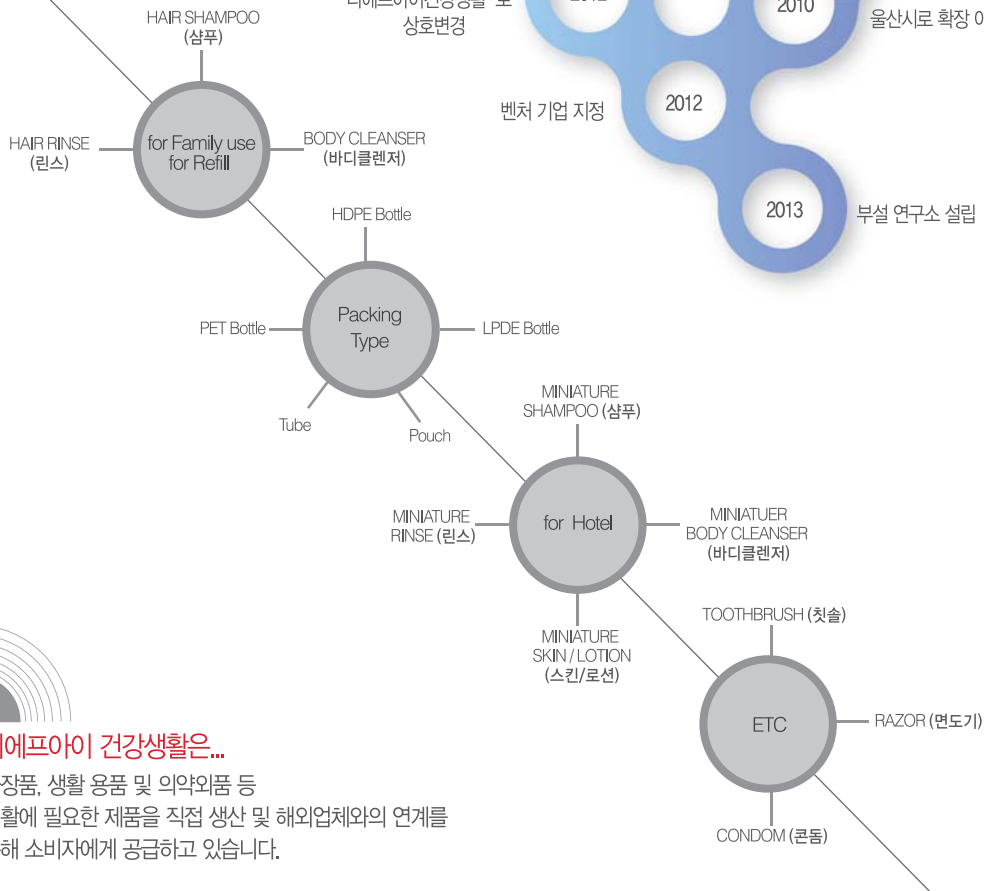 상호변경
2010
울산시로 확장
벤처 기업 지정
2012
2013
부설 연구소 설립
HAIR SHAMPOO
(샴푸)
HAIR RINSE
(린스)
for Family use
for Refill
BODY CLEANSER
(바디클렌저)
HDPE Bottle
PET Bottle
Packing
Type
LPDE Bottle
Tube
Pouch
MINIATURE
SHAMPOO (샴푸)
MINIATURE
RINSE (린스)
for Hotel
MINIATUER
BODY CLEANSER
(바디클렌저)
MINIATURE
SKIN / LOTION
(스킨/로션)
TOOTHBRUSH (칫솔)
ETC
RAZOR (면도기)
CONDOM (콘돔)
에프아이 건강생활은...
장품, 생활 용품 및 의약외품 등
활에 필요한 제품을 직접 생산 및 해외업체와의 연계를
해 소비자에게 공급하고 있습니다.